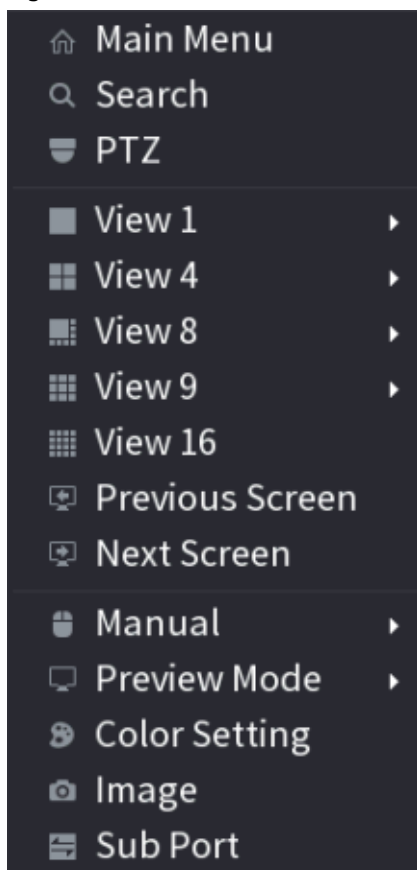 Main Menu
Search
PTZ
View 1
View 4
View 8
View 9
View 16
Previous Screen
Next Screen
Manual
Preview Mode
Color Setting
Image
Sub Port